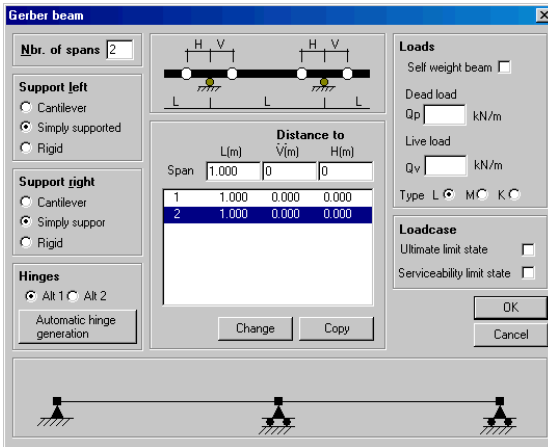 Gerber beam
Nbr. of spans 2
Support left
Cantilever
Simply supported
Rigid
Support right
Cantilever
Simply suppor
Rigid
Hinges
Alt 1 Alt 2
Automatic hinge
generation
H V H V
L L L
Distance to
L(m) V(m) H(m)
Span 1.000 0 0
1 1.000 0.000 0.000
2 1.000 0.000 0.000
Change Copy
Loads
Self weight beam
Dead load
Qp kN/m
Live load
Qv kN/m
Type L M K
Loadcase
Ultimate limit state
Serviceability limit state
OK
Cancel